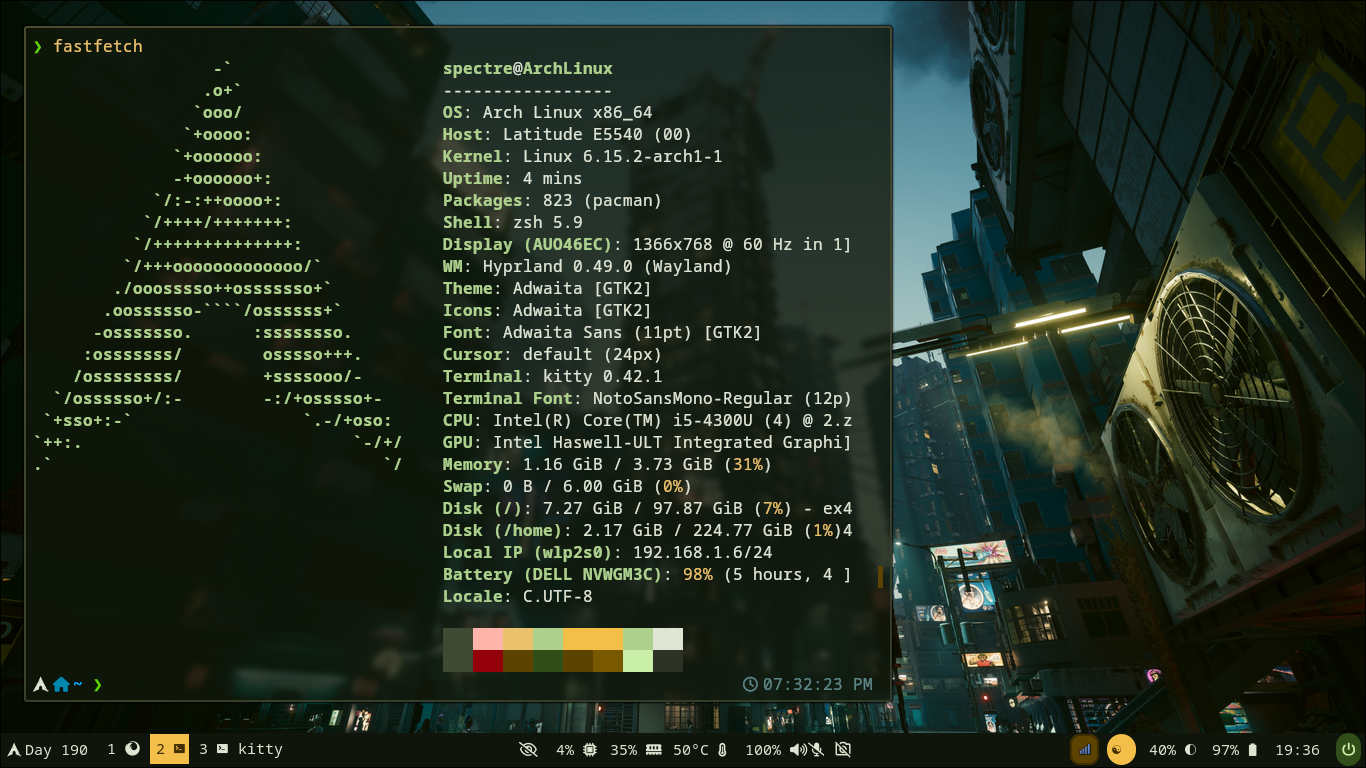 ❯ fastfetch
-`
.o+`
`ooo/
`+oooo:
`+oooooo:
-+oooooo+:
`/:-:++oooo+:
`/++++/+++++++:
`/++++++++++++++:
`/+++ooooooooooooo/`
./ooosssso++osssssso+`
.oossssso-````/ossssss+`
-osssssso. :ssssssso.
:osssssss/ osssso+++.
/ossssssss/ +ssssooo/-
`/ossssso+/:- -:/+osssso+-
`+sso+:-` `.-/+oso:
`++:. `-/+/
.` `/
spectre@ArchLinux
-----------------
OS: Arch Linux x86_64
Host: Latitude E5540 (00)
Kernel: Linux 6.15.2-arch1-1
Uptime: 4 mins
Packages: 823 (pacman)
Shell: zsh 5.9
Display (AUO46EC): 1366x768 @ 60 Hz in 1]
WM: Hyprland 0.49.0 (Wayland)
Theme: Adwaita [GTK2]
Icons: Adwaita [GTK2]
Font: Adwaita Sans (11pt) [GTK2]
Cursor: default (24px)
Terminal: kitty 0.42.1
Terminal Font: NotoSansMono-Regular (12p)
CPU: Intel(R) Core(TM) i5-4300U (4) @ 2.z
GPU: Intel Haswell-ULT Integrated Graphi]
Memory: 1.16 GiB / 3.73 GiB (31%)
Swap: 0 B / 6.00 GiB (0%)
Disk (/): 7.27 GiB / 97.87 GiB (7%) - ex4
Disk (/home): 2.17 GiB / 224.77 GiB (1%)4
Local IP (wlp2s0): 192.168.1.6/24
Battery (DELL NVWGM3C): 98% (5 hours, 4 ]
Locale: C.UTF-8
~ ❯ 07:32:23 PM
Day 190 1 2 3 kitty 4% 35% 50°C 100% 40% 97% 19:36